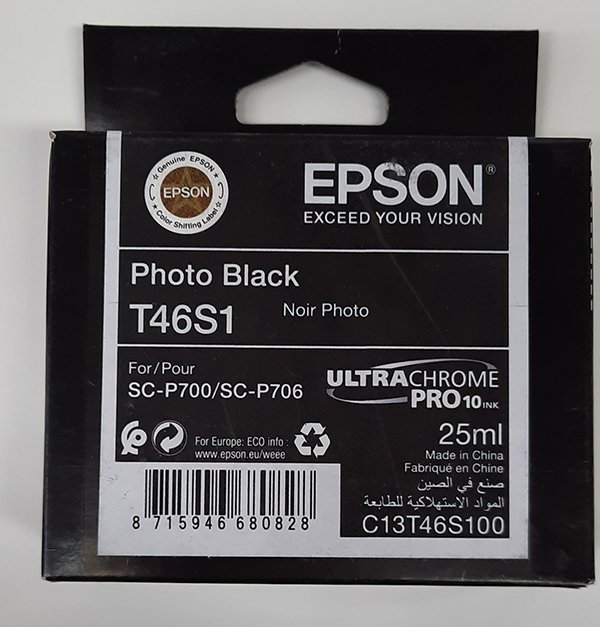 Genuine EPSON
EPSON
Color Shifting Label
EPSON®
EXCEED YOUR VISION
Photo Black
T46S1
Noir Photo
For/Pour
SC-P700/SC-P706
ULTRACHROME
PRO10 INK
For Europe: ECO info :
www.epson.eu/weee
25ml
Made in China
Fabriqué en Chine
صنع في الصين
المواد الاستهلاكية للطابعة
C13T46S100
8 715946 680828